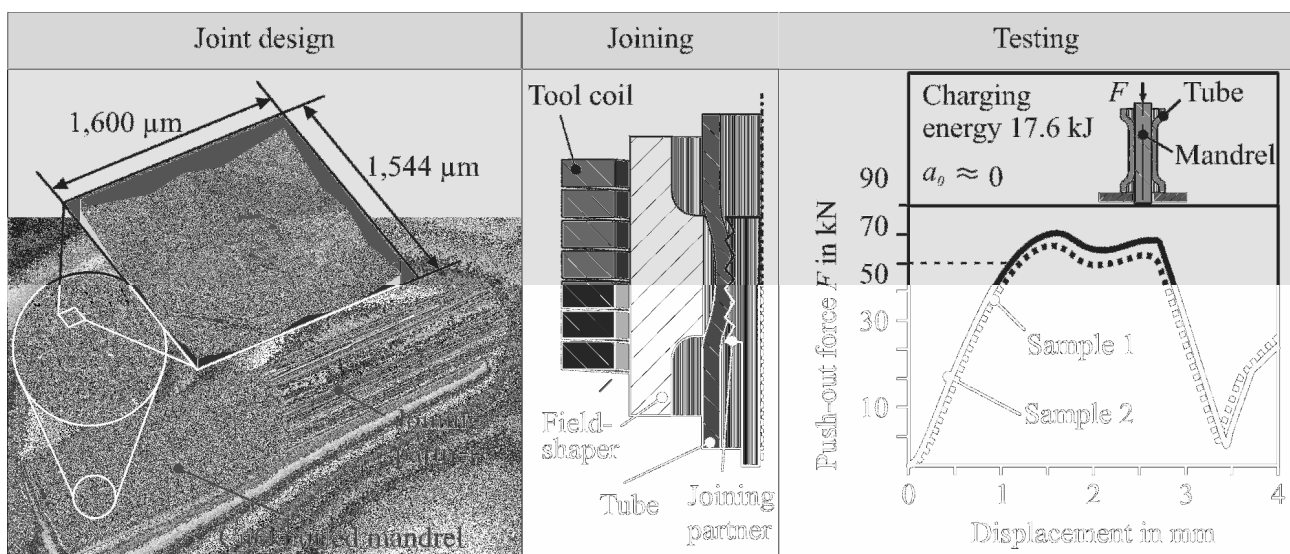 Joint design
Joining
Testing
1,600 µm
1,544 µm
mandrel
Tool coil
Field-
shaper
Tube
Joining
partner
Charging
energy 17.6 kJ
a₀ ≈ 0
F
Tube
Mandrel
Push-out force F in kN
90
70
50
30
10
Sample 1
Sample 2
0
1
2
3
4
Displacement in mm